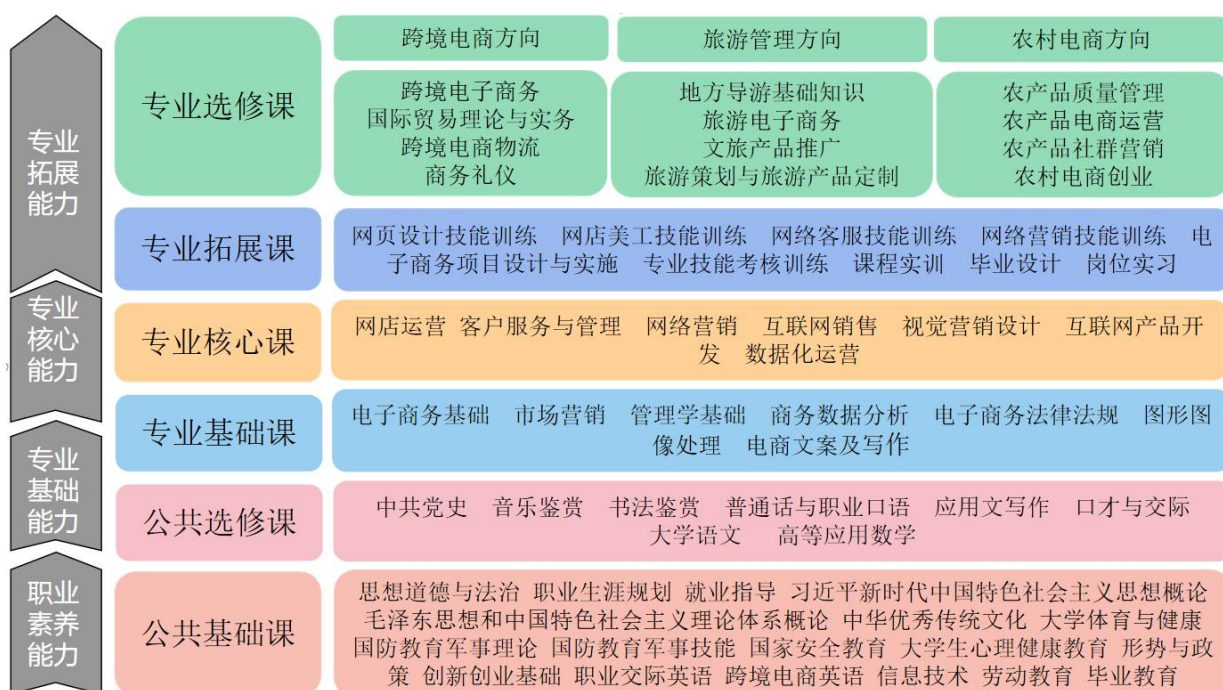 专业
拓展
能力
专业选修课
跨境电商方向
旅游管理方向
农村电商方向
跨境电子商务
国际贸易理论与实务
跨境电商物流
商务礼仪
地方导游基础知识
旅游电子商务
文旅产品推广
旅游策划与旅游产品定制
农产品质量管理
农产品电商运营
农产品社群营销
农村电商创业
专业拓展课
网页设计技能训练 网店美工技能训练 网络客服技能训练 网络营销技能训练 电
子商务项目设计与实施 专业技能考核训练 课程实训 毕业设计 岗位实习
专业
核心
能力
专业核心课
网店运营 客户服务与管理 网络营销 互联网销售 视觉营销设计 互联网产品开
发 数据化运营
专业
基础
能力
专业基础课
电子商务基础 市场营销 管理学基础 商务数据分析 电子商务法律法规 图形图
像处理 电商文案及写作
公共选修课
中共党史 音乐鉴赏 书法鉴赏 普通话与职业口语 应用文写作 口才与交际
大学语文 高等应用数学
职业
素养
能力
公共基础课
思想道德与法治 职业生涯规划 就业指导 习近平新时代中国特色社会主义思想概论
毛泽东思想和中国特色社会主义理论体系概论 中华优秀传统文化 大学体育与健康
国防教育军事理论 国防教育军事技能 国家安全教育 大学生心理健康教育 形势与政
策 创新创业基础 职业交际英语 跨境电商英语 信息技术 劳动教育 毕业教育